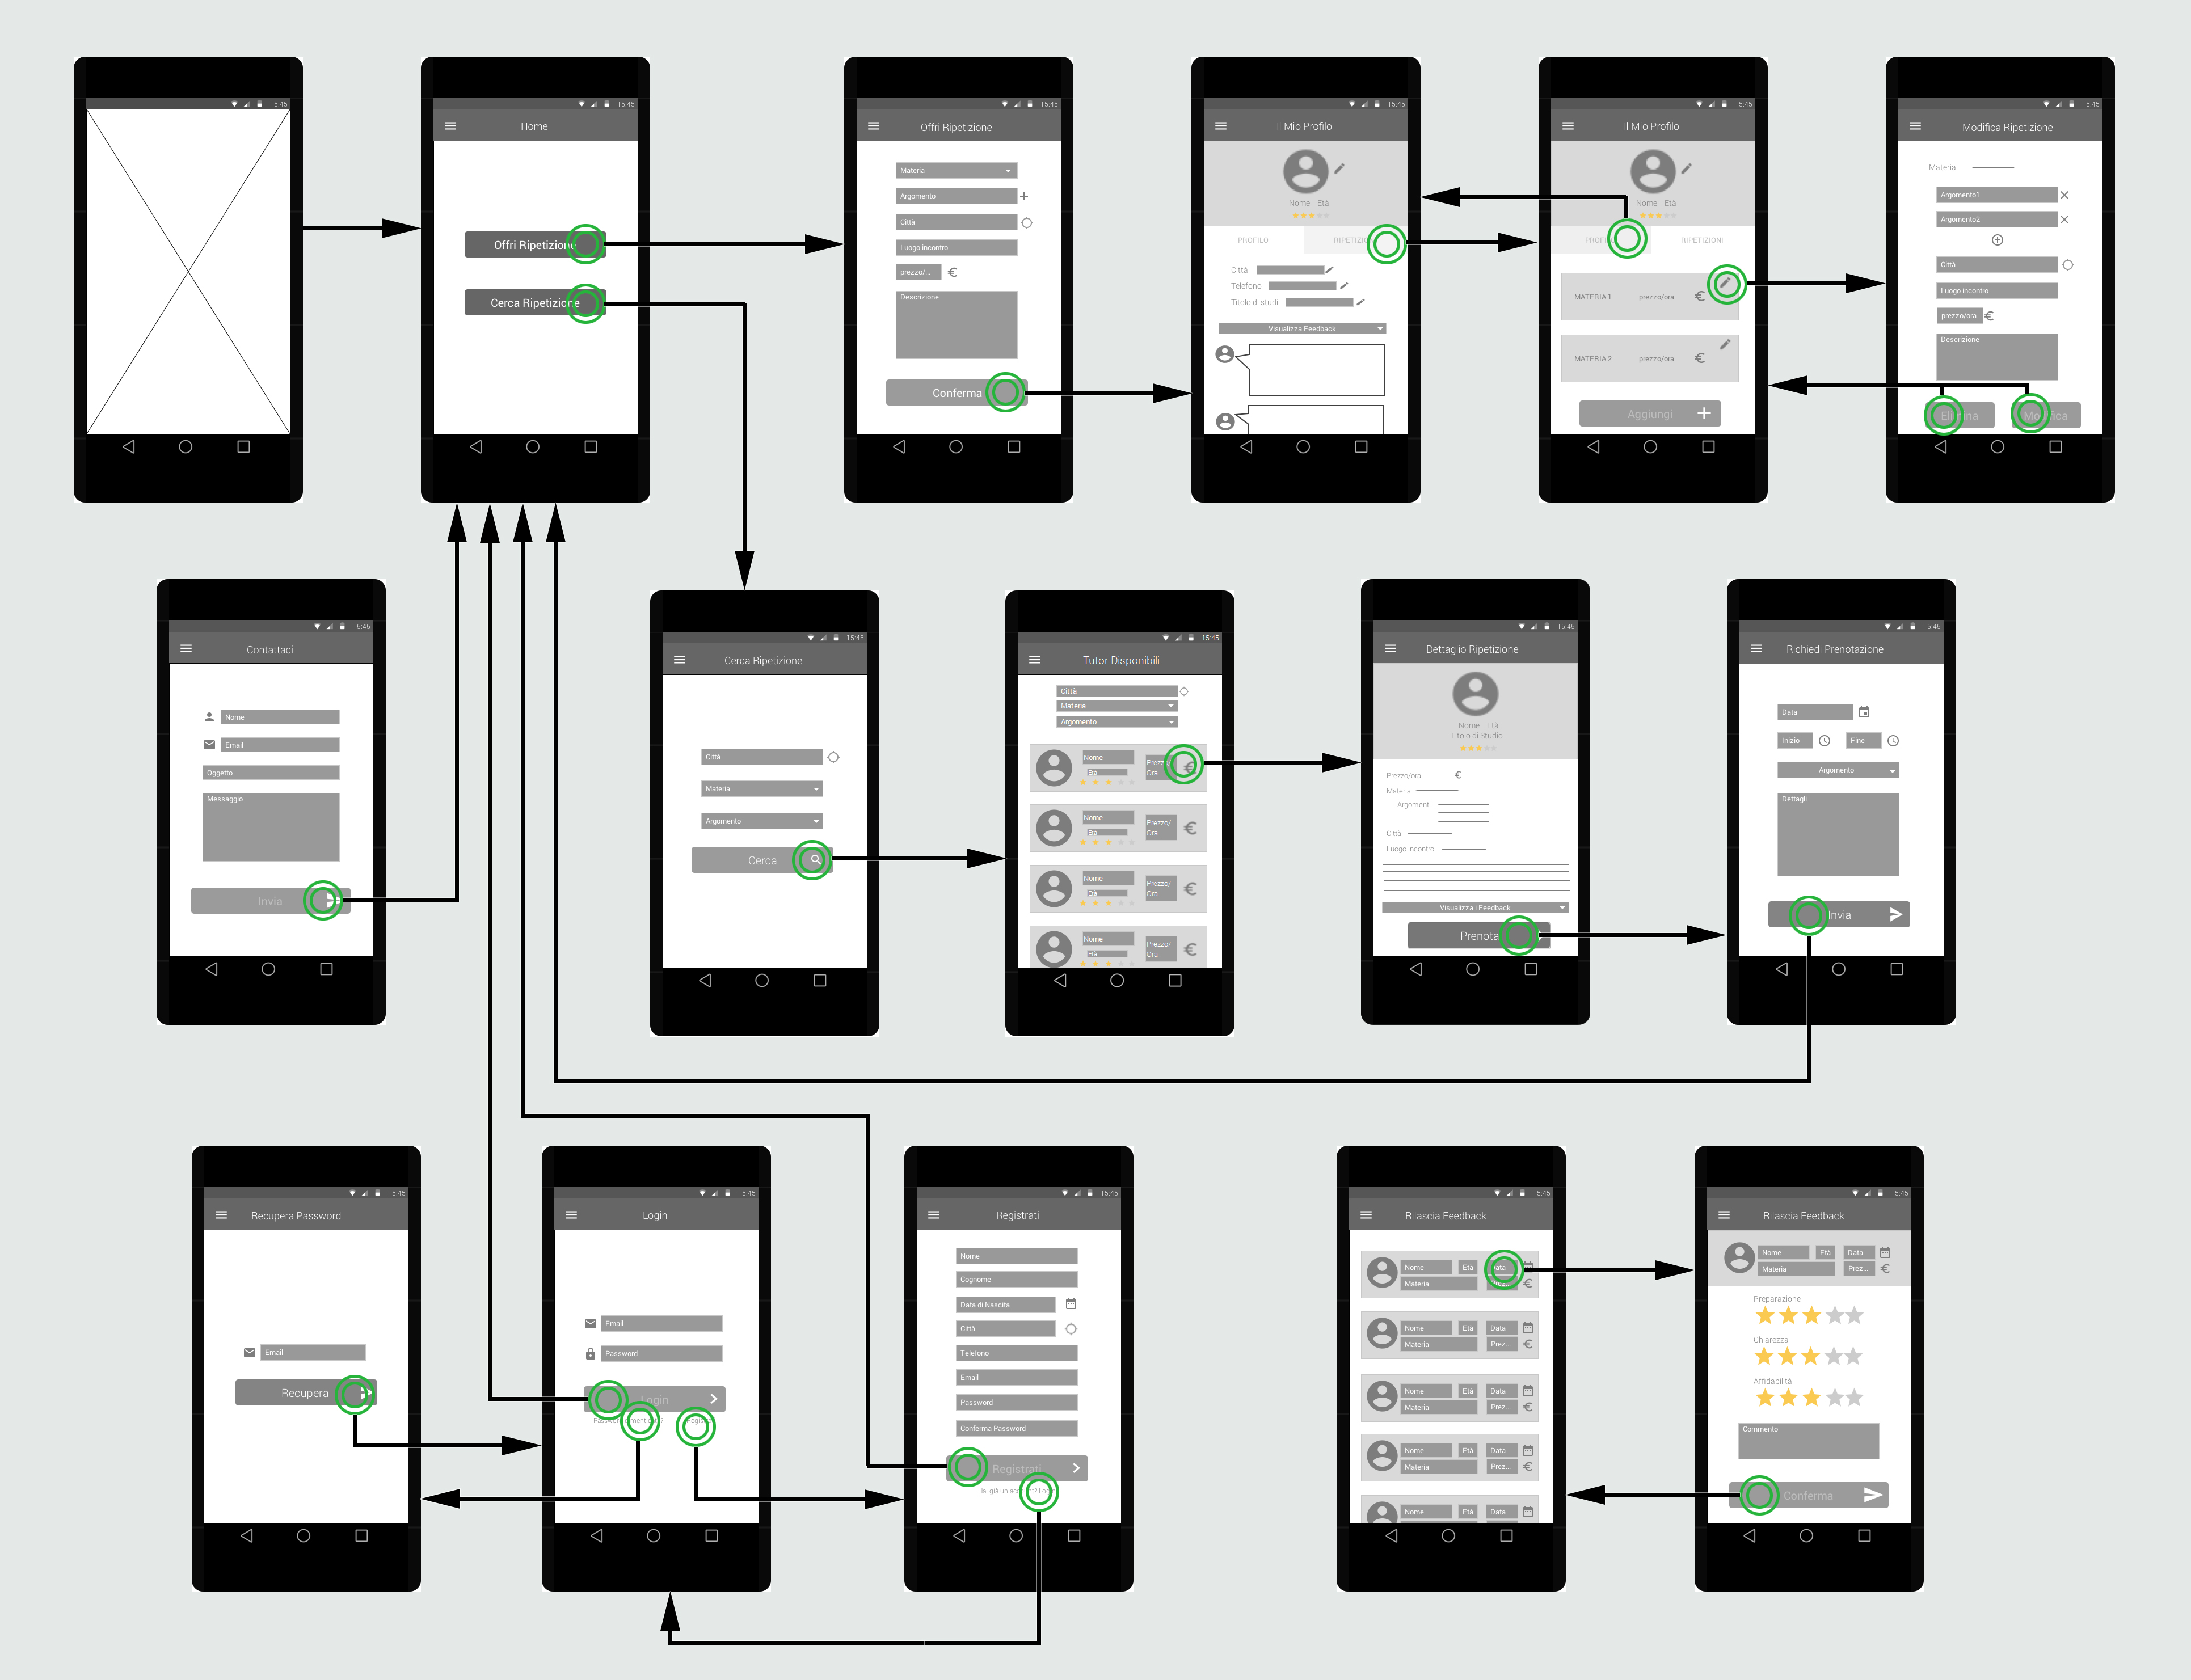 15:45
15:45
Home
Offri Ripetizione
Cerca Ripetizione
15:45
Offri Ripetizione
Materia
Argomento
Città
Luogo incontro
prezzo/...
€
Descrizione
Conferma
15:45
Il Mio Profilo
Nome Età
PROFILO
Città
Telefono
Titolo di studi
Visualizza Feedback
15:45
Il Mio Profilo
Nome Età
RIPETIZIONI
MATERIA 1 prezzo/ora €
MATERIA 2 prezzo/ora €
Aggiungi
15:45
Modifica Ripetizione
Materia
Argomento1
Argomento2
Città
Luogo incontro
prezzo/ora €
Descrizione
Elimina Modifica
15:45
Contattaci
Nome
Email
Oggetto
Messaggio
Invia
15:45
Cerca Ripetizione
Città
Materia
Argomento
Cerca
15:45
Tutor Disponibili
Città
Materia
Argomento
Nome
Età
Prezzo/
Ora
€
Nome
Età
Prezzo/
Ora
€
Nome
Età
Prezzo/
Ora
€
Nome
Età
Prezzo/
Ora
€
15:45
Dettaglio Ripetizione
Nome Età
Titolo di Studio
Prezzo/ora €
Materia
Argomenti
Città
Luogo incontro
Visualizza i Feedback
Prenota
15:45
Richiedi Prenotazione
Data
Inizio Fine
Argomento
Dettagli
Invia
15:45
Recupera Password
Email
Recupera
15:45
Login
Email
Password
Login
15:45
Registrati
Nome
Cognome
Data di Nascita
Città
Telefono
Email
Password
Conferma Password
Registrati
Hai già un account? Login
15:45
Rilascia Feedback
Nome Età Data
Materia Prez... €
Nome Età Data
Materia Prez... €
Nome Età Data
Materia Prez... €
Nome Età Data
Materia Prez... €
Nome Età Data
15:45
Rilascia Feedback
Nome Età Data
Materia Prez... €
Preparazione
Chiarezza
Affidabilità
Commento
Conferma